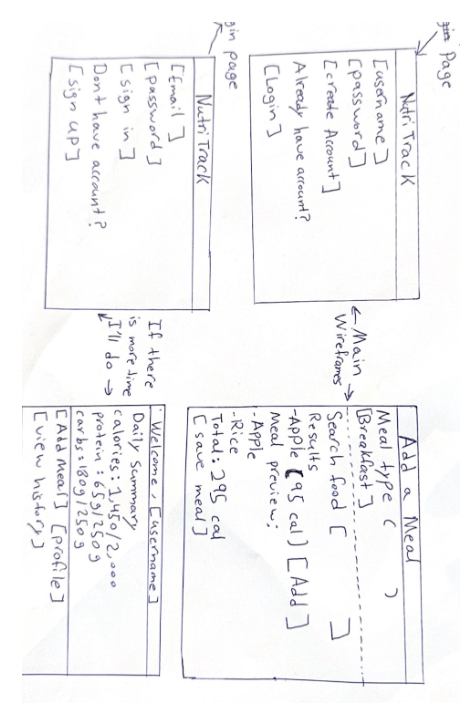 Page
NutriTrack
[username]
[password]
[create Account]
Already have account?
[Login]
← Main
Wireframes →
Add a Meal
Meal type ( )
[Breakfast]
Search food [ ]
Results
-Apple (95 cal) [Add]
Meal preview:
-Apple
-Rice
Total: 295 cal
[save meal]
gin page
NutriTrack
[Email]
[password]
[sign in]
Don't have account?
[sign up]
If there
is more time
I'll do →
Welcome, [username]
Daily Summary
calories: 1,450/2,000
protein: 65g/250g
carbs: 180g/250g
[Add meal] [profile]
[view history]